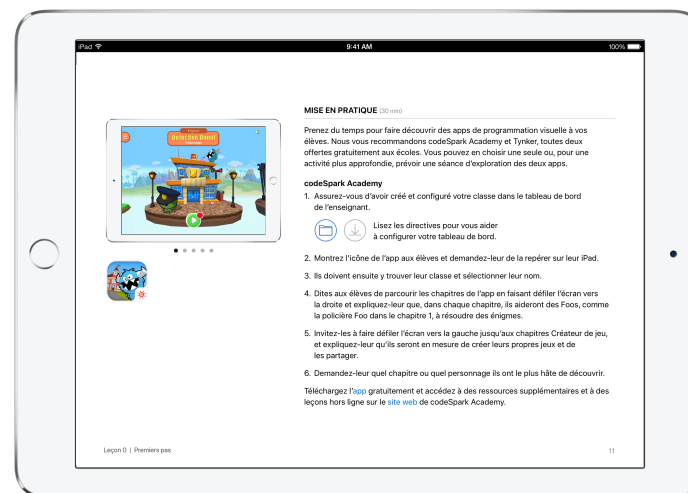 iPad 9:41 AM 100%
MISE EN PRATIQUE (30 min)
Prenez du temps pour faire découvrir des apps de programmation visuelle à vos
élèves. Nous vous recommandons codeSpark Academy et Tynker, toutes deux
offertes gratuitement aux écoles. Vous pouvez en choisir une seule ou, pour une
activité plus approfondie, prévoir une séance d'exploration des deux apps.
codeSpark Academy
1. Assurez-vous d'avoir créé et configuré votre classe dans le tableau de bord
de l'enseignant.
Lisez les directives pour vous aider
à configurer votre tableau de bord.
2. Montrez l'icône de l'app aux élèves et demandez-leur de la repérer sur leur iPad.
3. Ils doivent ensuite y trouver leur classe et sélectionner leur nom.
4. Dites aux élèves de parcourir les chapitres de l'app en faisant défiler l'écran vers
la droite et expliquez-leur que, dans chaque chapitre, ils aideront des Foos, comme
la policière Foo dans le chapitre 1, à résoudre des énigmes.
5. Invitez-les à faire défiler l'écran vers la gauche jusqu'aux chapitres Créateur de jeu,
et expliquez-leur qu'ils seront en mesure de créer leurs propres jeux et de
les partager.
6. Demandez-leur quel chapitre ou quel personnage ils ont le plus hâte de découvrir.
Téléchargez l'app gratuitement et accédez à des ressources supplémentaires et à des
leçons hors ligne sur le site web de codeSpark Academy.
Detective Donut
Leçon 0 | Premiers pas 11